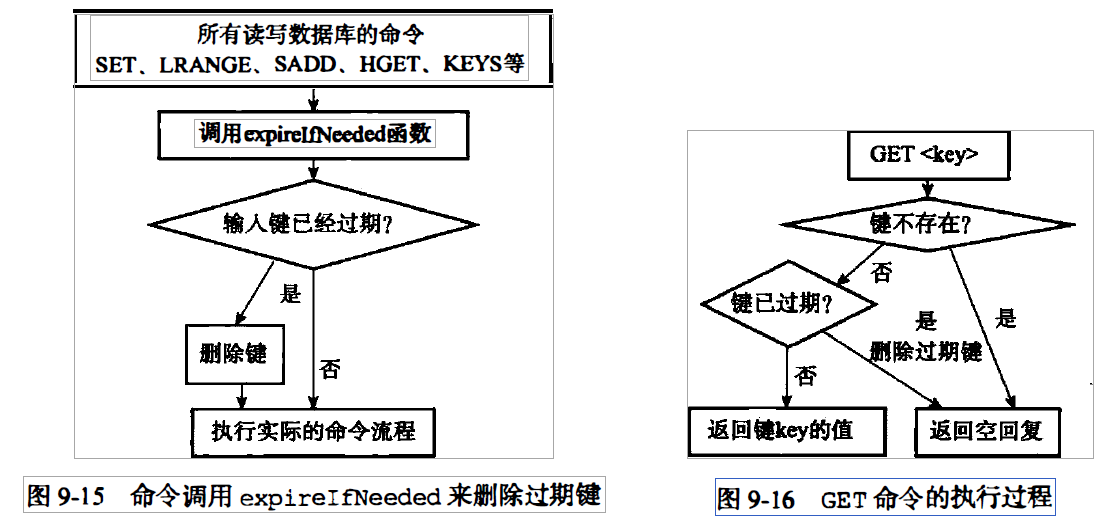 所有读写数据库的命令
SET、LRANGE、SADD、HGET、KEYS等
调用expireIfNeeded函数
输入键已经过期?
是
删除键
否
执行实际的命令流程
图 9-15 命令调用 expireIfNeeded 来删除过期键
GET <key>
键不存在?
否
键已过期?
是
删除过期键
是
否
返回键key的值
返回空回复
图 9-16 GET 命令的执行过程